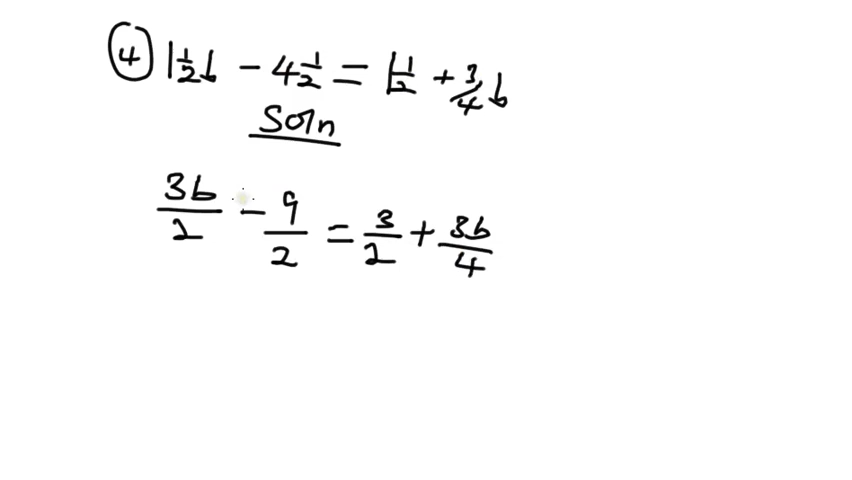 ④ 1½b - 4½ = 1½ + ¾b
Soln
3b/2 - 9/2 = 3/2 + 3b/4